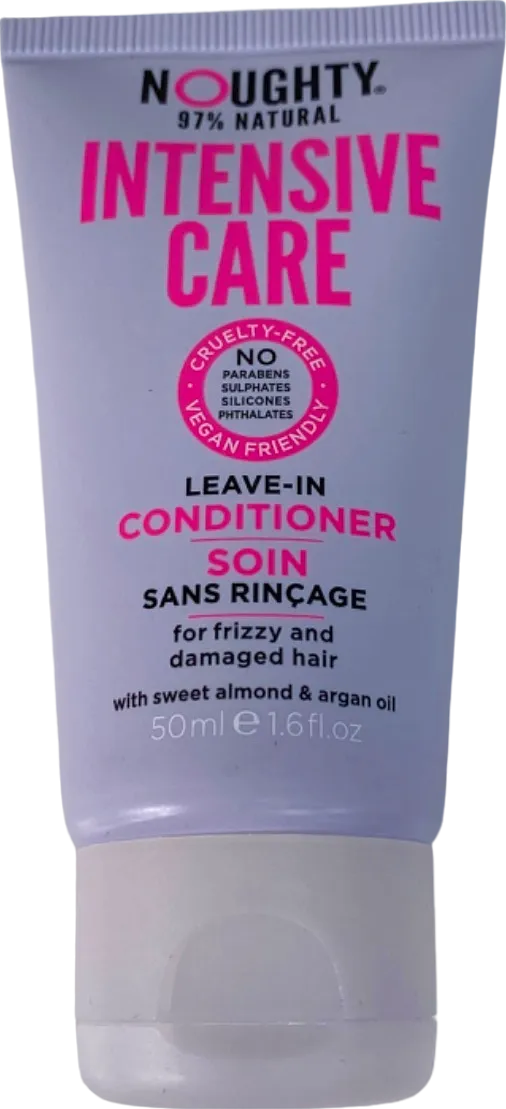 NOUGHTY®
97% NATURAL
INTENSIVE
CARE
CRUELTY-FREE
NO
PARABENS
SULPHATES
SILICONES
PHTHALATES
VEGAN FRIENDLY
LEAVE-IN
CONDITIONER
SOIN
SANS RINÇAGE
for frizzy and
damaged hair
with sweet almond & argan oil
50ml e 1.6fl.oz